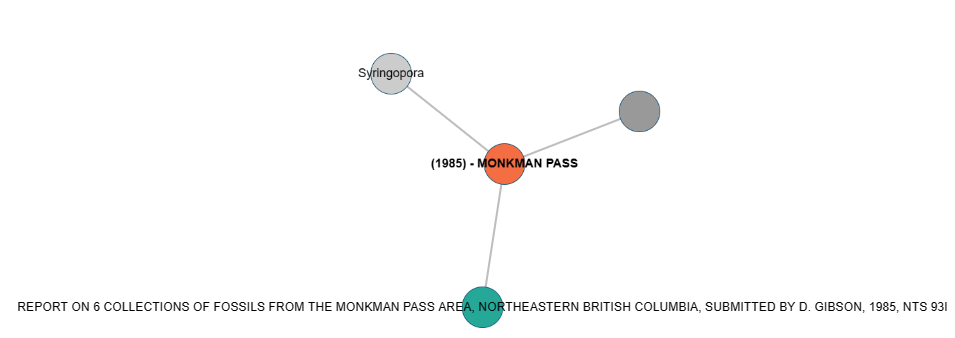 Syringopora
(1985) - MONKMAN PASS
REPORT ON 6 COLLECTIONS OF FOSSILS FROM THE MONKMAN PASS AREA, NORTHEASTERN BRITISH COLUMBIA, SUBMITTED BY D. GIBSON, 1985, NTS 93I